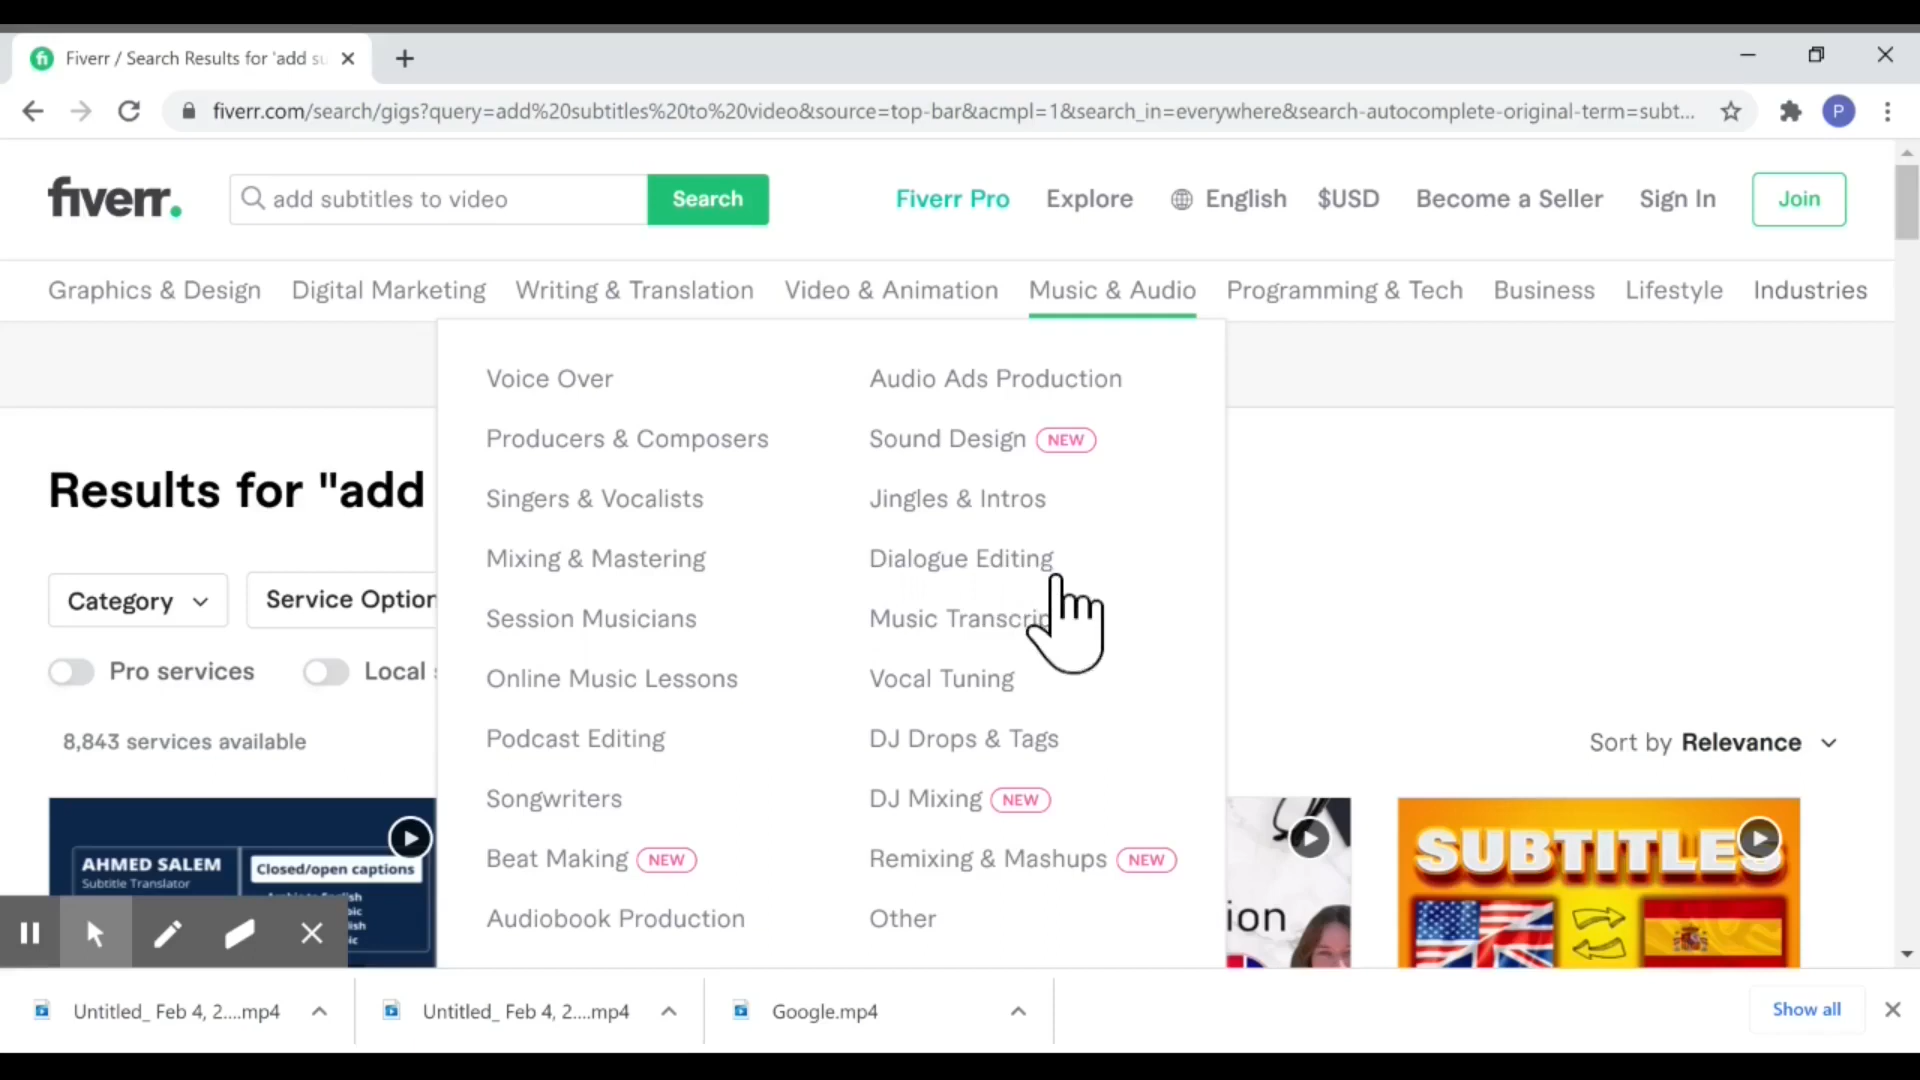 Fiverr / Search Results for 'add su
fiverr.com/search/gigs?query=add%20subtitles%20to%20video&source=top-bar&acmpl=1&search_in=everywhere&search-autocomplete-original-term=subt...
P
fiverr.
add subtitles to video
Search
Fiverr Pro
Explore
English
$USD
Become a Seller
Sign In
Join
Graphics & Design
Digital Marketing
Writing & Translation
Video & Animation
Music & Audio
Programming & Tech
Business
Lifestyle
Industries
Voice Over
Audio Ads Production
Producers & Composers
Sound Design NEW
Singers & Vocalists
Jingles & Intros
Mixing & Mastering
Dialogue Editing
Session Musicians
Music Transcrip
Online Music Lessons
Vocal Tuning
Podcast Editing
DJ Drops & Tags
Songwriters
DJ Mixing NEW
Beat Making NEW
Remixing & Mashups NEW
Audiobook Production
Other
Results for "add
Category
Service Option
Pro services
Local
8,843 services available
Sort by Relevance
AHMED SALEM
Subtitle Translator
Closed/open captions
ion
SUBTITLES
Untitled_ Feb 4, 2....mp4
Untitled_ Feb 4, 2....mp4
Google.mp4
Show all